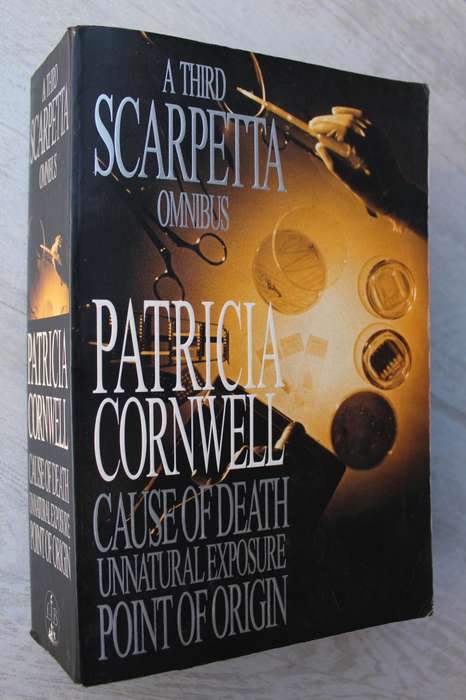 A THIRD
SCARPETTA
OMNIBUS
PATRICIA
CORNWELL
CAUSE OF DEATH
UNNATURAL EXPOSURE
POINT OF ORIGIN
A THIRD
SCARPETTA
OMNIBUS
PATRICIA
CORNWELL
CAUSE OF DEATH
UNNATURAL EXPOSURE
POINT OF ORIGIN